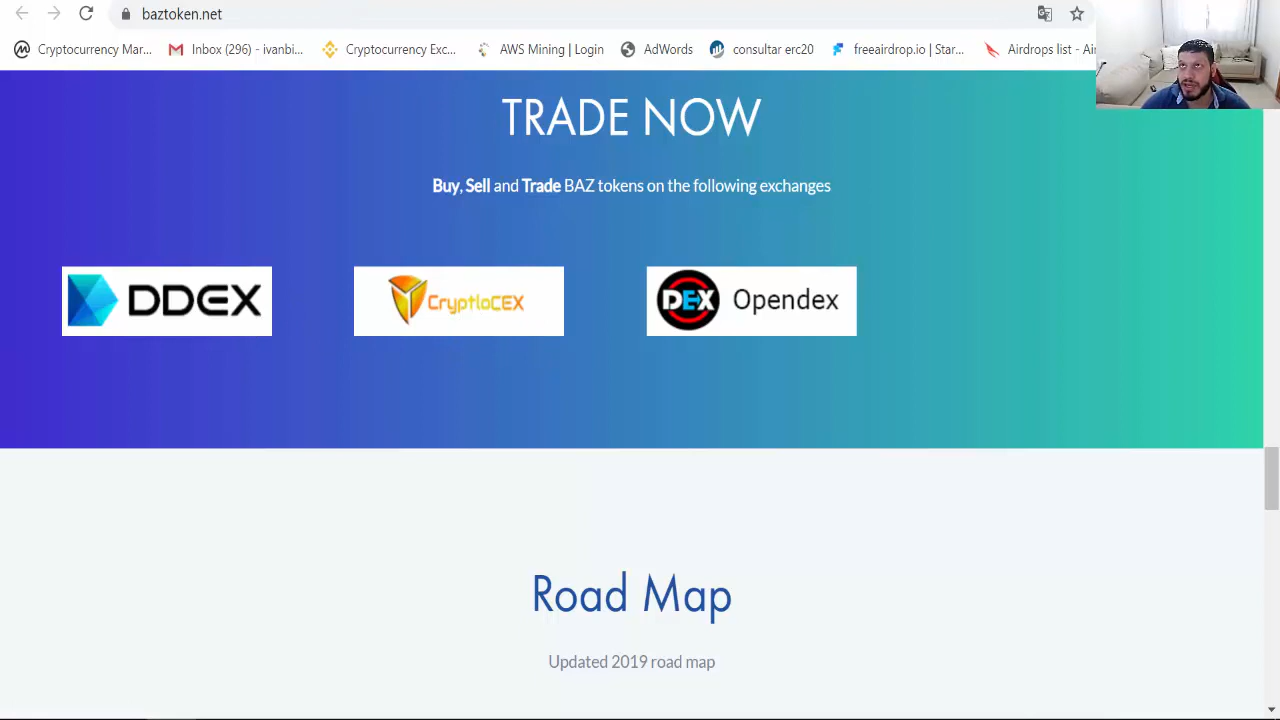 baztoken.net
Cryptocurrency Mar... Inbox (296) - ivanbi... Cryptocurrency Exc... AWS Mining | Login AdWords consultar erc20 freeairdrop.io | Star... Airdrops list - Air
TRADE NOW
Buy, Sell and Trade BAZ tokens on the following exchanges
DDEX CryptloCEX DEX Opendex
Road Map
Updated 2019 road map